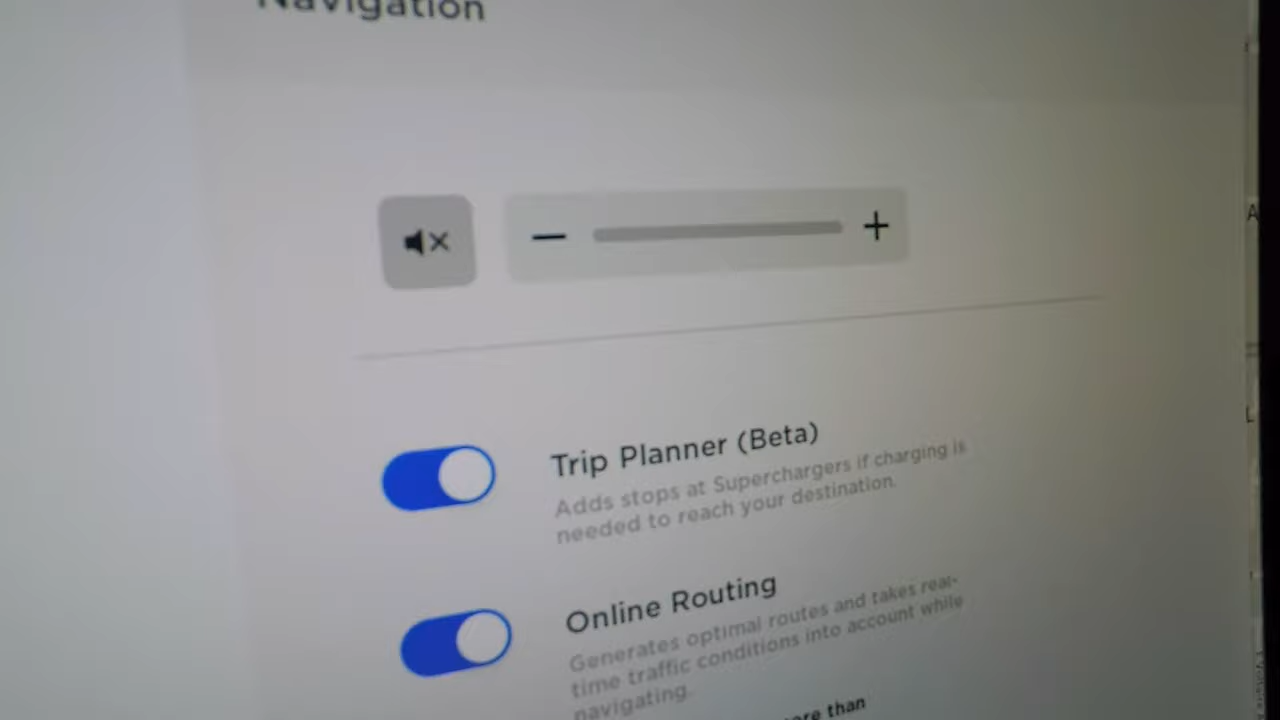 Navigation
Trip Planner (Beta)
Adds stops at Superchargers if charging is
needed to reach your destination.
Online Routing
Generates optimal routes and takes real-
time traffic conditions into account while
navigating.
than
A
L